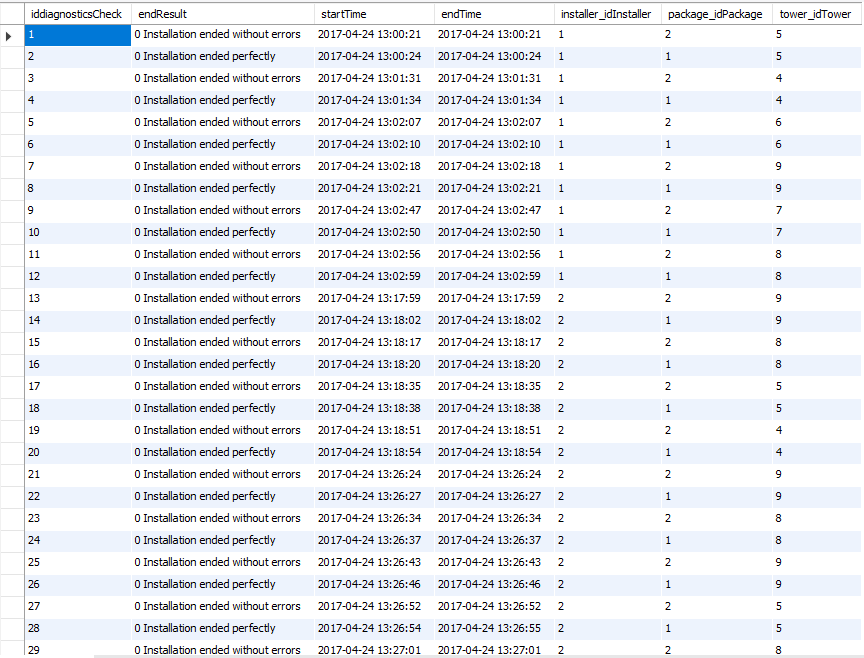 iddiagnosticsCheck endResult startTime endTime installer_idInstaller package_idPackage tower_idTower
1 0 Installation ended without errors 2017-04-24 13:00:21 2017-04-24 13:00:21 1 2 5
2 0 Installation ended perfectly 2017-04-24 13:00:24 2017-04-24 13:00:24 1 1 5
3 0 Installation ended without errors 2017-04-24 13:01:31 2017-04-24 13:01:31 1 2 4
4 0 Installation ended perfectly 2017-04-24 13:01:34 2017-04-24 13:01:34 1 1 4
5 0 Installation ended without errors 2017-04-24 13:02:07 2017-04-24 13:02:07 1 2 6
6 0 Installation ended perfectly 2017-04-24 13:02:10 2017-04-24 13:02:10 1 1 6
7 0 Installation ended without errors 2017-04-24 13:02:18 2017-04-24 13:02:18 1 2 9
8 0 Installation ended perfectly 2017-04-24 13:02:21 2017-04-24 13:02:21 1 1 9
9 0 Installation ended without errors 2017-04-24 13:02:47 2017-04-24 13:02:47 1 2 7
10 0 Installation ended perfectly 2017-04-24 13:02:50 2017-04-24 13:02:50 1 1 7
11 0 Installation ended without errors 2017-04-24 13:02:56 2017-04-24 13:02:56 1 2 8
12 0 Installation ended perfectly 2017-04-24 13:02:59 2017-04-24 13:02:59 1 1 8
13 0 Installation ended without errors 2017-04-24 13:17:59 2017-04-24 13:17:59 2 2 9
14 0 Installation ended perfectly 2017-04-24 13:18:02 2017-04-24 13:18:02 2 1 9
15 0 Installation ended without errors 2017-04-24 13:18:17 2017-04-24 13:18:17 2 2 8
16 0 Installation ended perfectly 2017-04-24 13:18:20 2017-04-24 13:18:20 2 1 8
17 0 Installation ended without errors 2017-04-24 13:18:35 2017-04-24 13:18:35 2 2 5
18 0 Installation ended perfectly 2017-04-24 13:18:38 2017-04-24 13:18:38 2 1 5
19 0 Installation ended without errors 2017-04-24 13:18:51 2017-04-24 13:18:51 2 2 4
20 0 Installation ended perfectly 2017-04-24 13:18:54 2017-04-24 13:18:54 2 1 4
21 0 Installation ended without errors 2017-04-24 13:26:24 2017-04-24 13:26:24 2 2 9
22 0 Installation ended perfectly 2017-04-24 13:26:27 2017-04-24 13:26:27 2 1 9
23 0 Installation ended without errors 2017-04-24 13:26:34 2017-04-24 13:26:34 2 2 8
24 0 Installation ended perfectly 2017-04-24 13:26:37 2017-04-24 13:26:37 2 1 8
25 0 Installation ended without errors 2017-04-24 13:26:43 2017-04-24 13:26:43 2 2 9
26 0 Installation ended perfectly 2017-04-24 13:26:46 2017-04-24 13:26:46 2 1 9
27 0 Installation ended without errors 2017-04-24 13:26:52 2017-04-24 13:26:52 2 2 5
28 0 Installation ended perfectly 2017-04-24 13:26:54 2017-04-24 13:26:55 2 1 5
29 0 Installation ended without errors 2017-04-24 13:27:01 2017-04-24 13:27:01 2 2 8